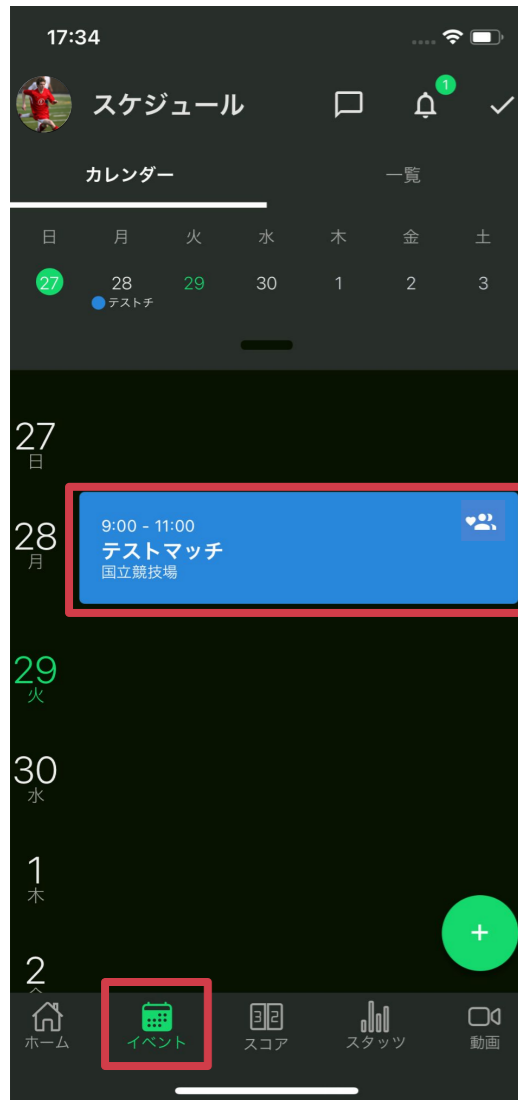 17:34
スケジュール
1
カレンダー 一覧
日 月 火 水 木 金 土
27 28 29 30 1 2 3
テストチ
27
日
28
月
9:00 - 11:00
テストマッチ
国立競技場
29
火
30
水
1
木
2
+
32
ホーム イベント スコア スタッツ 動画